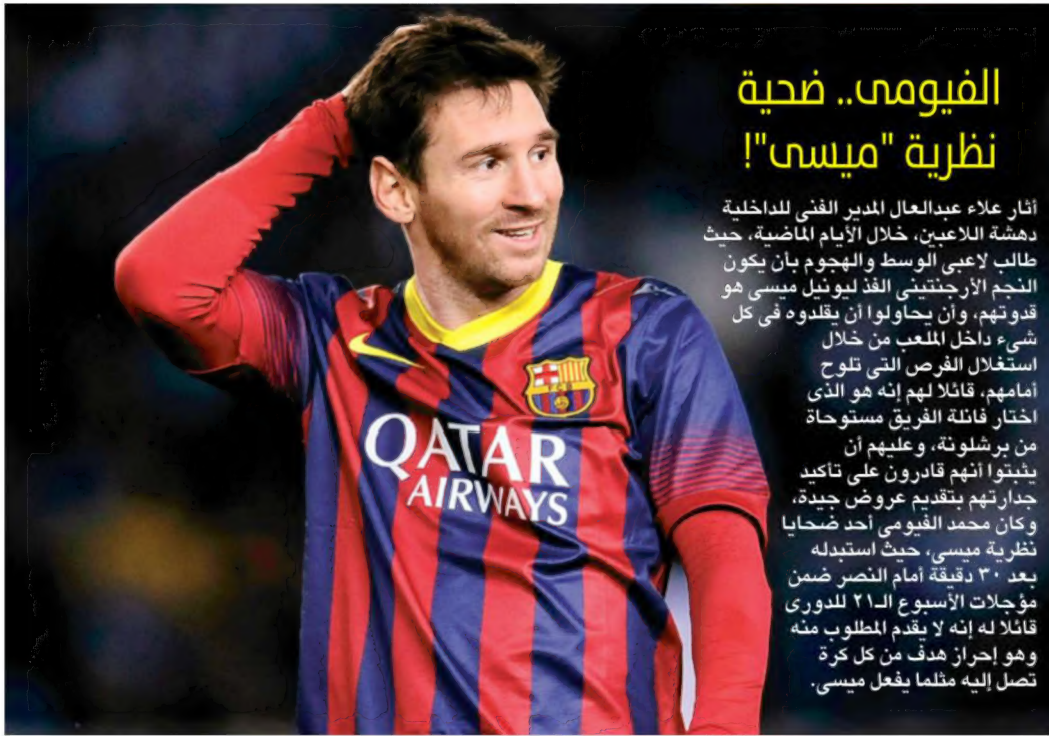 الفيومى.. ضحية
نظرية "ميسى"!
أثار علاء عبدالعال المدير الفنى للداخلية
دهشة اللاعبين، خلال الأيام الماضية، حيث
طالب لاعبى الوسط والهجوم بأن يكون
النجم الأرجنتينى الفذ ليونيل ميسى هو
قدوتهم، وأن يحاولوا أن يقلدوه فى كل
شىء داخل الملعب من خلال
استغلال الفرص التى تلوح
أمامهم، قائلا لهم إنه هو الذى
اختار فانلة الفريق مستوحاة
من برشلونة، وعليهم أن
يثبتوا أنهم قادرون على تأكيد
جدارتهم بتقديم عروض جيدة،
وكان محمد الفيومى أحد ضحايا
نظرية ميسى، حيث استبدله
بعد ٣٠ دقيقة أمام النصر ضمن
مؤجلات الأسبوع الـ٢١ للدورى
قائلا له إنه لا يقدم المطلوب منه
وهو إحراز هدف من كل كرة
تصل إليه مثلما يفعل ميسى.
FCB
QATAR
AIRWAYS